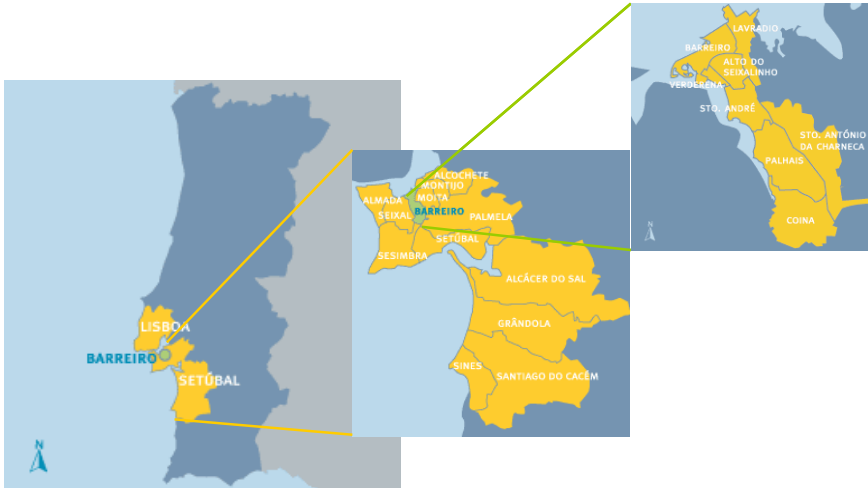 LISBOA
BARREIRO
SETÚBAL
N
ALCOCHETE
MONTIJO
MOITA
ALMADA
BARREIRO
SEIXAL
PALMELA
SETÚBAL
SESIMBRA
ALCÁCER DO SAL
GRÂNDOLA
SINES
SANTIAGO DO CACÉM
LAVRADIO
BARREIRO
ALTO DO
SEIXALINHO
VERDERENA
STO. ANDRÉ
STO. ANTÓNIO
DA CHARNECA
PALHAIS
COINA
N